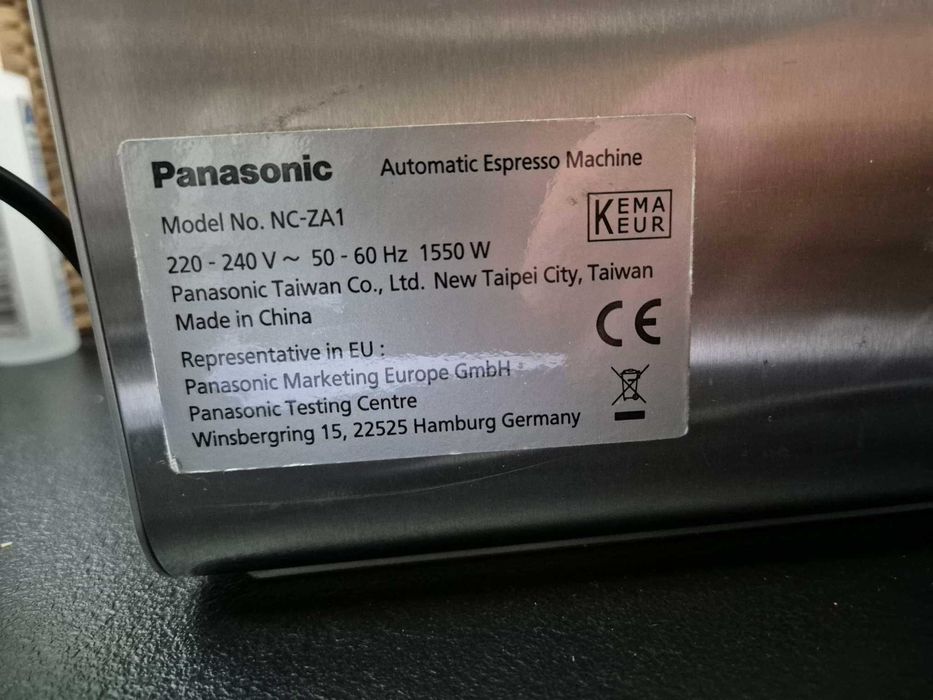 Panasonic Automatic Espresso Machine
Model No. NC-ZA1
KEMA
KEUR
220 - 240 V ~ 50 - 60 Hz 1550 W
Panasonic Taiwan Co., Ltd. New Taipei City, Taiwan
Made in China
CE
Representative in EU :
Panasonic Marketing Europe GmbH
Panasonic Testing Centre
Winsbergring 15, 22525 Hamburg Germany